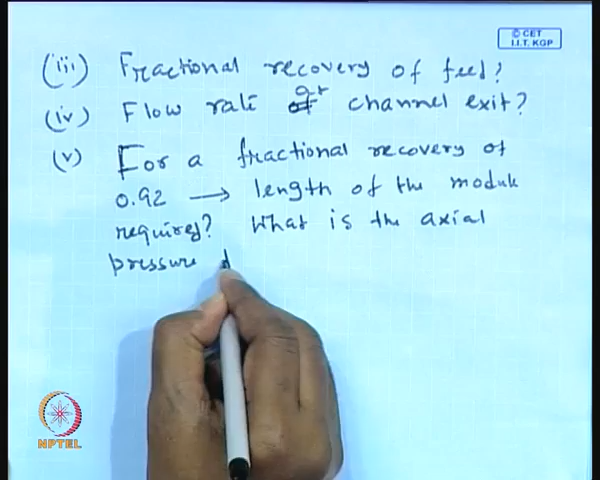 © CET
I.I.T. KGP
(iii) Fractional recovery of feed?
(iv) Flow rate at channel exit?
(v) For a fractional recovery of
0.92 → length of the module
required? What is the axial
pressure d
NPTEL